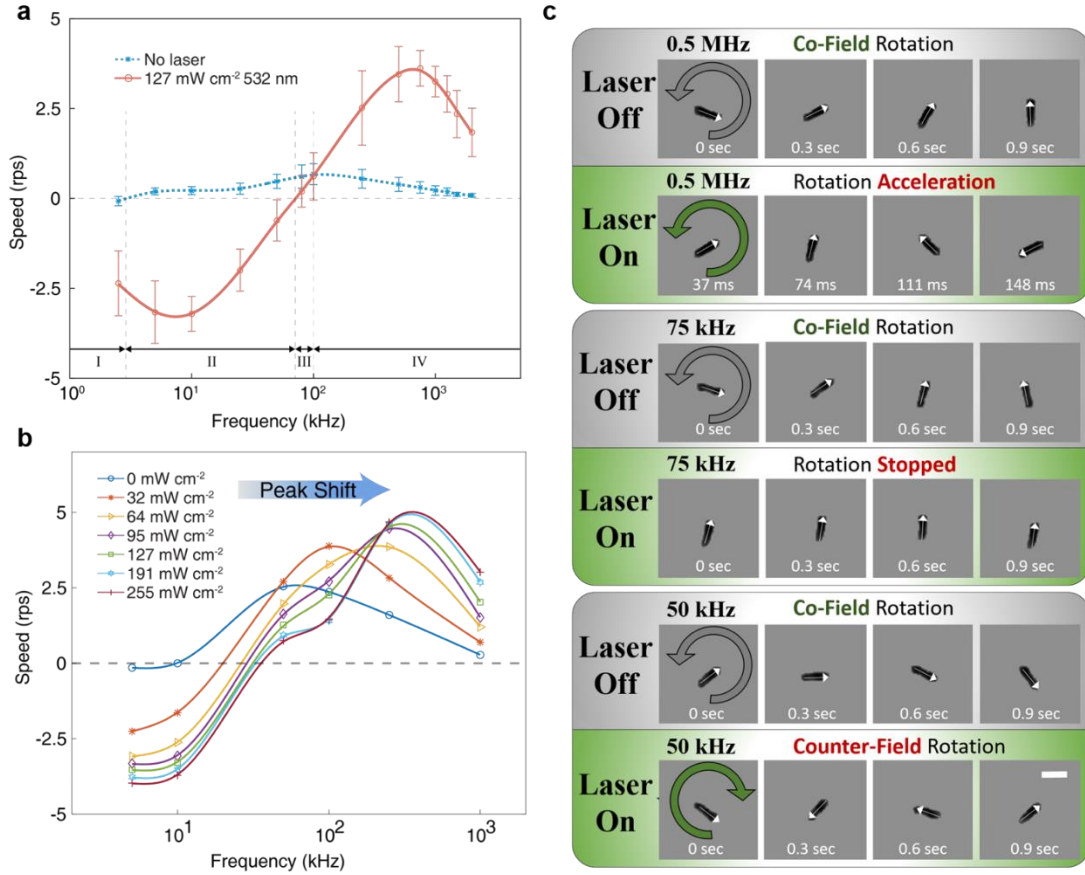 a
5
2.5
0
-2.5
-5
Speed (rps)
No laser
127 mW cm⁻² 532 nm
I
II
III
IV
10⁰
10¹
10²
10³
Frequency (kHz)
b
0 mW cm⁻²
32 mW cm⁻²
64 mW cm⁻²
95 mW cm⁻²
127 mW cm⁻²
191 mW cm⁻²
255 mW cm⁻²
Peak Shift
5
2.5
0
-2.5
-5
Speed (rps)
10¹
10²
10³
Frequency (kHz)
c
0.5 MHz
Co-Field Rotation
Laser
Off
0 sec
0.3 sec
0.6 sec
0.9 sec
0.5 MHz
Rotation Acceleration
Laser
On
37 ms
74 ms
111 ms
148 ms
75 kHz
Co-Field Rotation
Laser
Off
0 sec
0.3 sec
0.6 sec
0.9 sec
75 kHz
Rotation Stopped
Laser
On
0 sec
0.3 sec
0.6 sec
0.9 sec
50 kHz
Co-Field Rotation
Laser
Off
0 sec
0.3 sec
0.6 sec
0.9 sec
50 kHz
Counter-Field Rotation
Laser
On
0 sec
0.3 sec
0.6 sec
0.9 sec